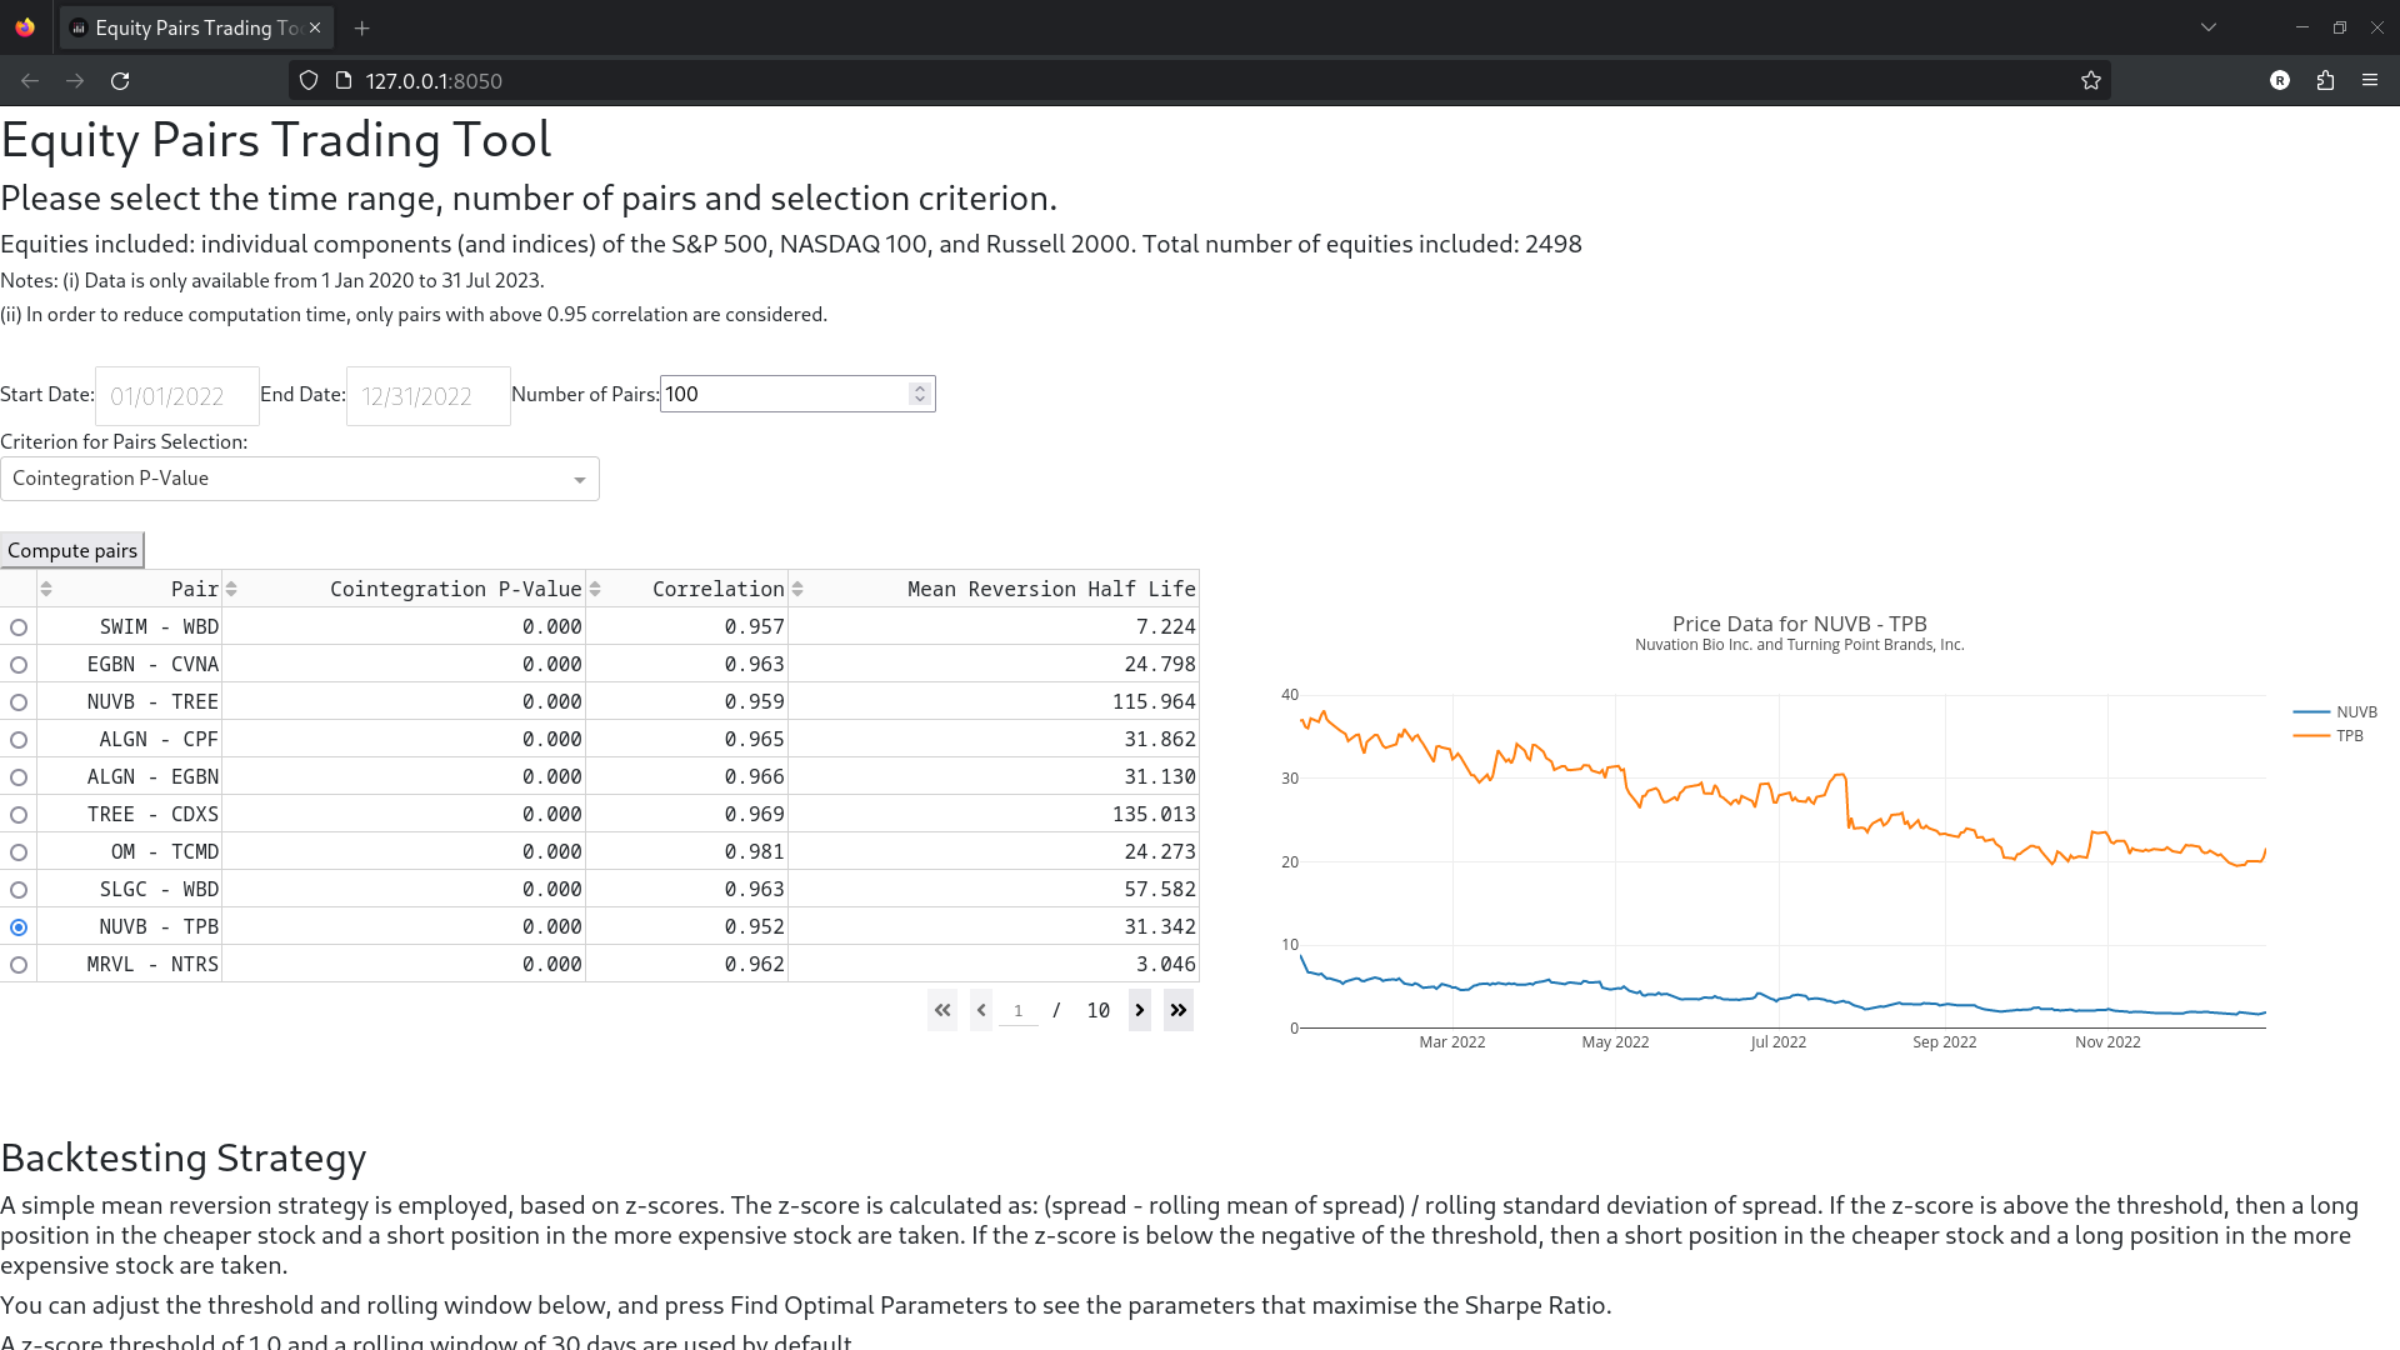 Equity Pairs Trading To
127.0.0.1:8050
Equity Pairs Trading Tool
Please select the time range, number of pairs and selection criterion.
Equities included: individual components (and indices) of the S&P 500, NASDAQ 100, and Russell 2000. Total number of equities included: 2498
Notes: (i) Data is only available from 1 Jan 2020 to 31 Jul 2023.
(ii) In order to reduce computation time, only pairs with above 0.95 correlation are considered.
Start Date: 01/01/2022 End Date: 12/31/2022 Number of Pairs: 100
Criterion for Pairs Selection:
Cointegration P-Value
Compute pairs
Pair Cointegration P-Value Correlation Mean Reversion Half Life
SWIM - WBD 0.000 0.957 7.224
EGBN - CVNA 0.000 0.963 24.798
NUVB - TREE 0.000 0.959 115.964
ALGN - CPF 0.000 0.965 31.862
ALGN - EGBN 0.000 0.966 31.130
TREE - CDXS 0.000 0.969 135.013
OM - TCMD 0.000 0.981 24.273
SLGC - WBD 0.000 0.963 57.582
NUVB - TPB 0.000 0.952 31.342
MRVL - NTRS 0.000 0.962 3.046
1 / 10
Price Data for NUVB - TPB
Nuvation Bio Inc. and Turning Point Brands, Inc.
40
30
20
10
0
Mar 2022 May 2022 Jul 2022 Sep 2022 Nov 2022
NUVB
TPB
Backtesting Strategy
A simple mean reversion strategy is employed, based on z-scores. The z-score is calculated as: (spread - rolling mean of spread) / rolling standard deviation of spread. If the z-score is above the threshold, then a long
position in the cheaper stock and a short position in the more expensive stock are taken. If the z-score is below the negative of the threshold, then a short position in the cheaper stock and a long position in the more
expensive stock are taken.
You can adjust the threshold and rolling window below, and press Find Optimal Parameters to see the parameters that maximise the Sharpe Ratio.
A z-score threshold of 1.0 and a rolling window of 30 days are used by default